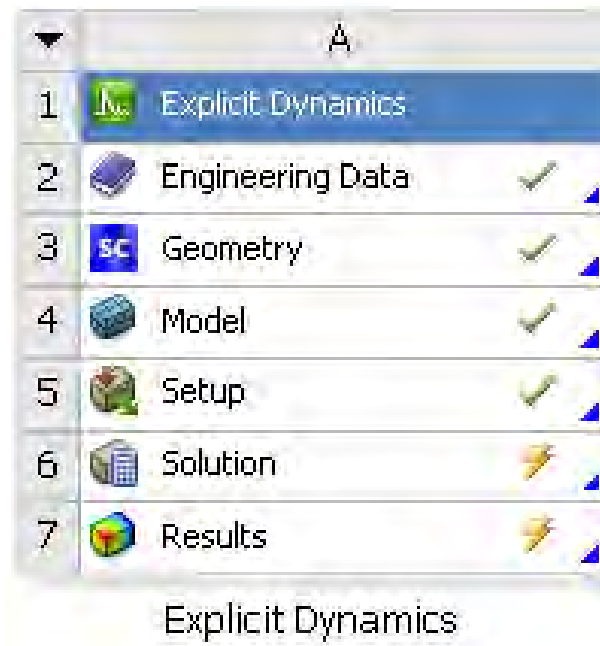 A
1 Explicit Dynamics
2 Engineering Data
3 SC Geometry
4 Model
5 Setup
6 Solution
7 Results
Explicit Dynamics